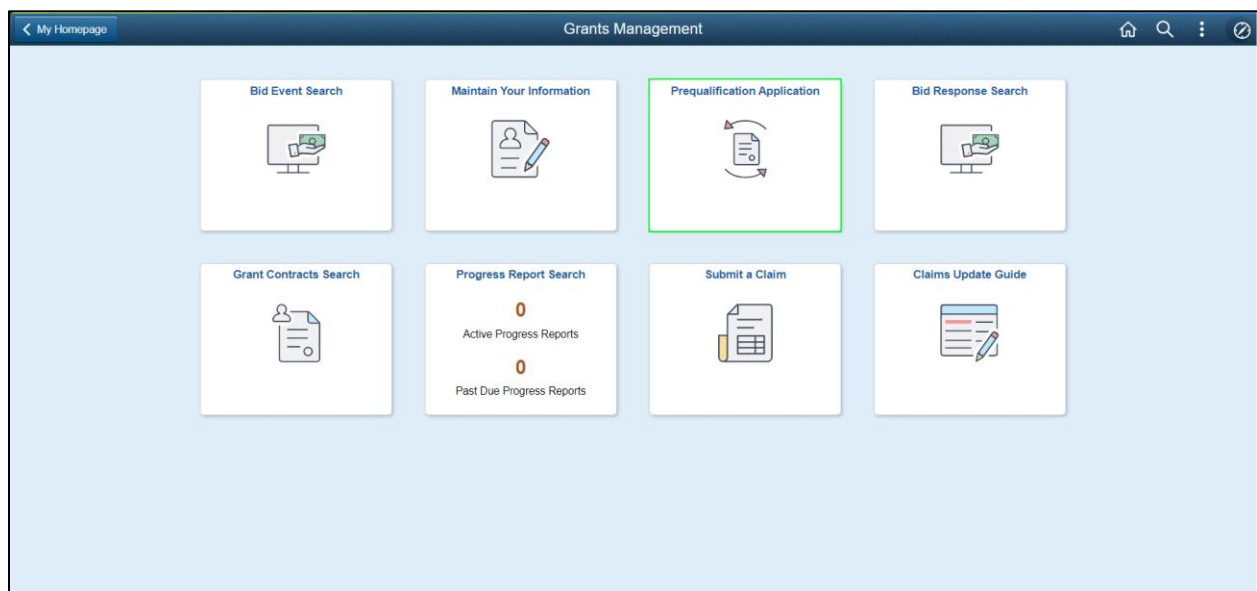 My Homepage
Grants Management
Bid Event Search
Maintain Your Information
Prequalification Application
Bid Response Search
Grant Contracts Search
Progress Report Search
0
Active Progress Reports
0
Past Due Progress Reports
Submit a Claim
Claims Update Guide